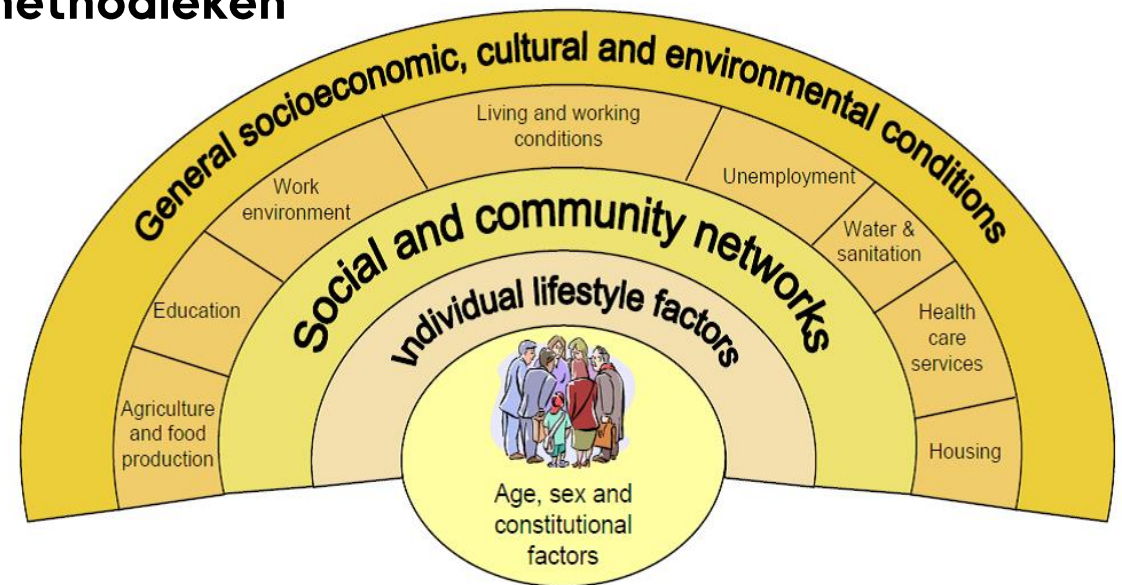 methodieken
General socioeconomic, cultural and environmental conditions
Living and working
conditions
Work
environment
Unemployment
Water &
sanitation
Education
Health
care
services
Agriculture
and food
production
Housing
Social and community networks
Individual lifestyle factors
Age, sex and
constitutional
factors